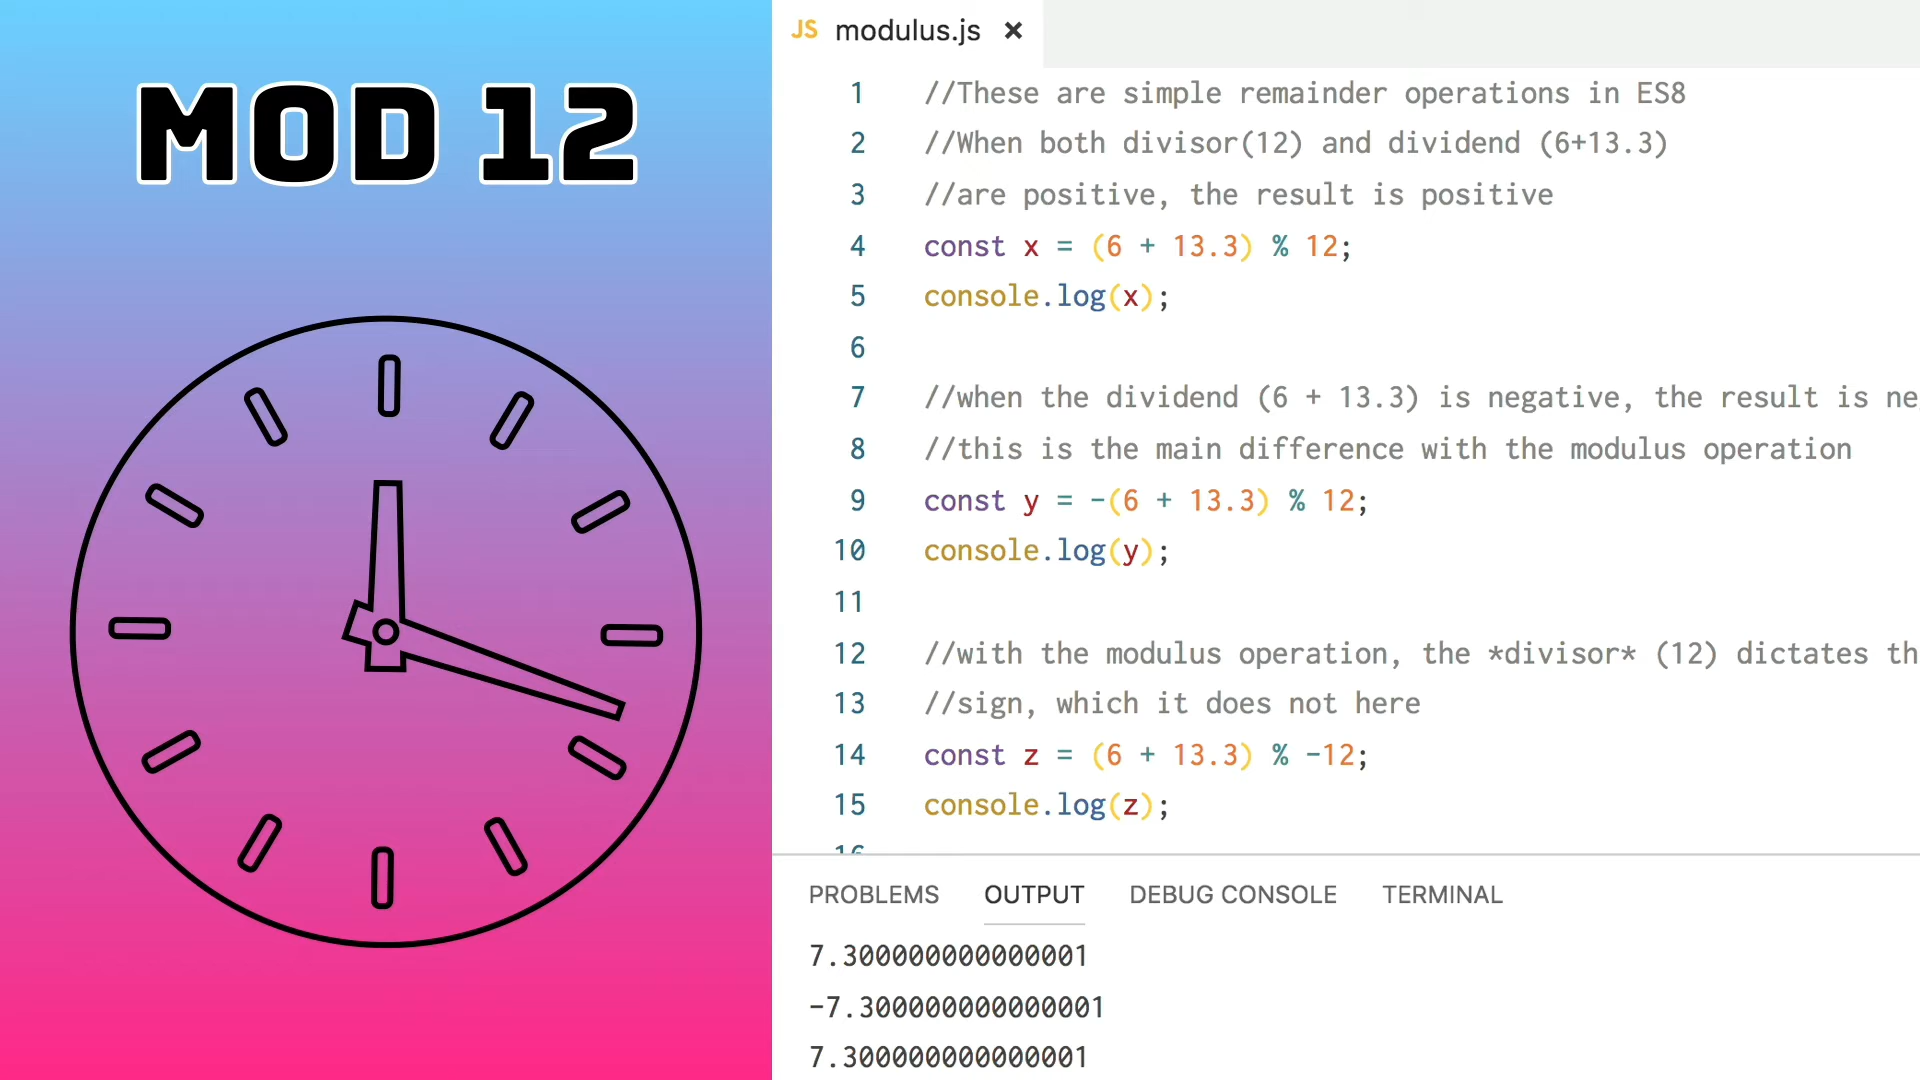 MOD 12
JS modulus.js ×
1 //These are simple remainder operations in ES8
2 //When both divisor(12) and dividend (6+13.3)
3 //are positive, the result is positive
4 const x = (6 + 13.3) % 12;
5 console.log(x);
6
7 //when the dividend (6 + 13.3) is negative, the result is ne
8 //this is the main difference with the modulus operation
9 const y = -(6 + 13.3) % 12;
10 console.log(y);
11
12 //with the modulus operation, the *divisor* (12) dictates th
13 //sign, which it does not here
14 const z = (6 + 13.3) % -12;
15 console.log(z);
16
PROBLEMS OUTPUT DEBUG CONSOLE TERMINAL
7.300000000000001
-7.300000000000001
7.300000000000001